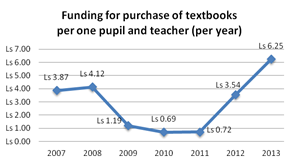 Funding for purchase of textbooks
per one pupil and teacher (per year)
Ls 7.00
Ls 6.00
Ls 5.00
Ls 4.00
Ls 3.00
Ls 2.00
Ls 1.00
Ls 0.00
Ls 3.87
Ls 4.12
Ls 1.19
Ls 0.69
Ls 0.72
Ls 3.54
Ls 6.25
2007 2008 2009 2010 2011 2012 2013